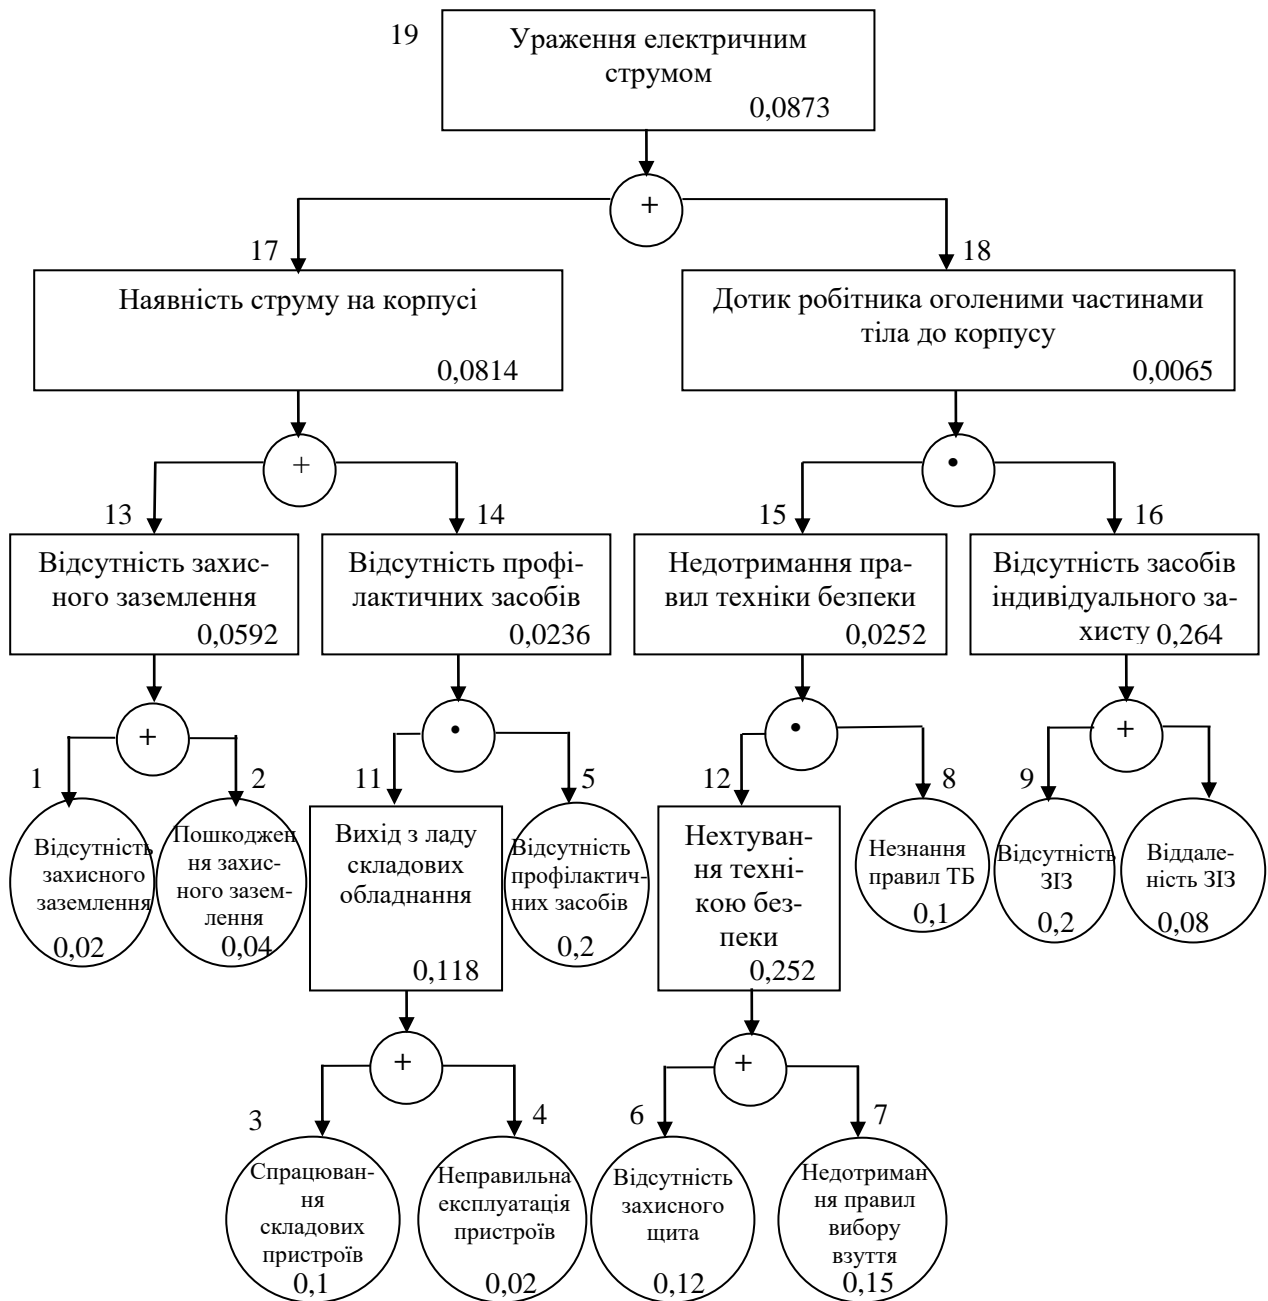 19
Ураження електричним
струмом
0,0873
+
17
18
Наявність струму на корпусі
0,0814
Дотик робітника оголеними частинами
тіла до корпусу
0,0065
+
•
13
14
15
16
Відсутність захис-
ного заземлення
0,0592
Відсутність профі-
лактичних засобів
0,0236
Недотримання пра-
вил техніки безпеки
0,0252
Відсутність засобів
індивідуального за-
хисту 0,264
+
•
•
+
1
2
11
5
12
8
9
Відсутність
захисного
заземлення
0,02
Пошкоджен
ня захис-
ного зазем-
лення
0,04
Вихід з ладу
складових
обладнання
0,118
Відсутність
профілактич-
них засобів
0,2
Нехтуван-
ня техні-
кою без-
пеки
0,252
Незнання
правил ТБ
0,1
Відсутність
ЗІЗ
0,2
Віддале-
ність ЗІЗ
0,08
+
+
3
4
6
7
Спрацюван-
ня
складових
пристроїв
0,1
Неправильна
експлуатація
пристроїв
0,02
Відсутність
захисного
щита
0,12
Недотриман
ня правил
вибору
взуття
0,15